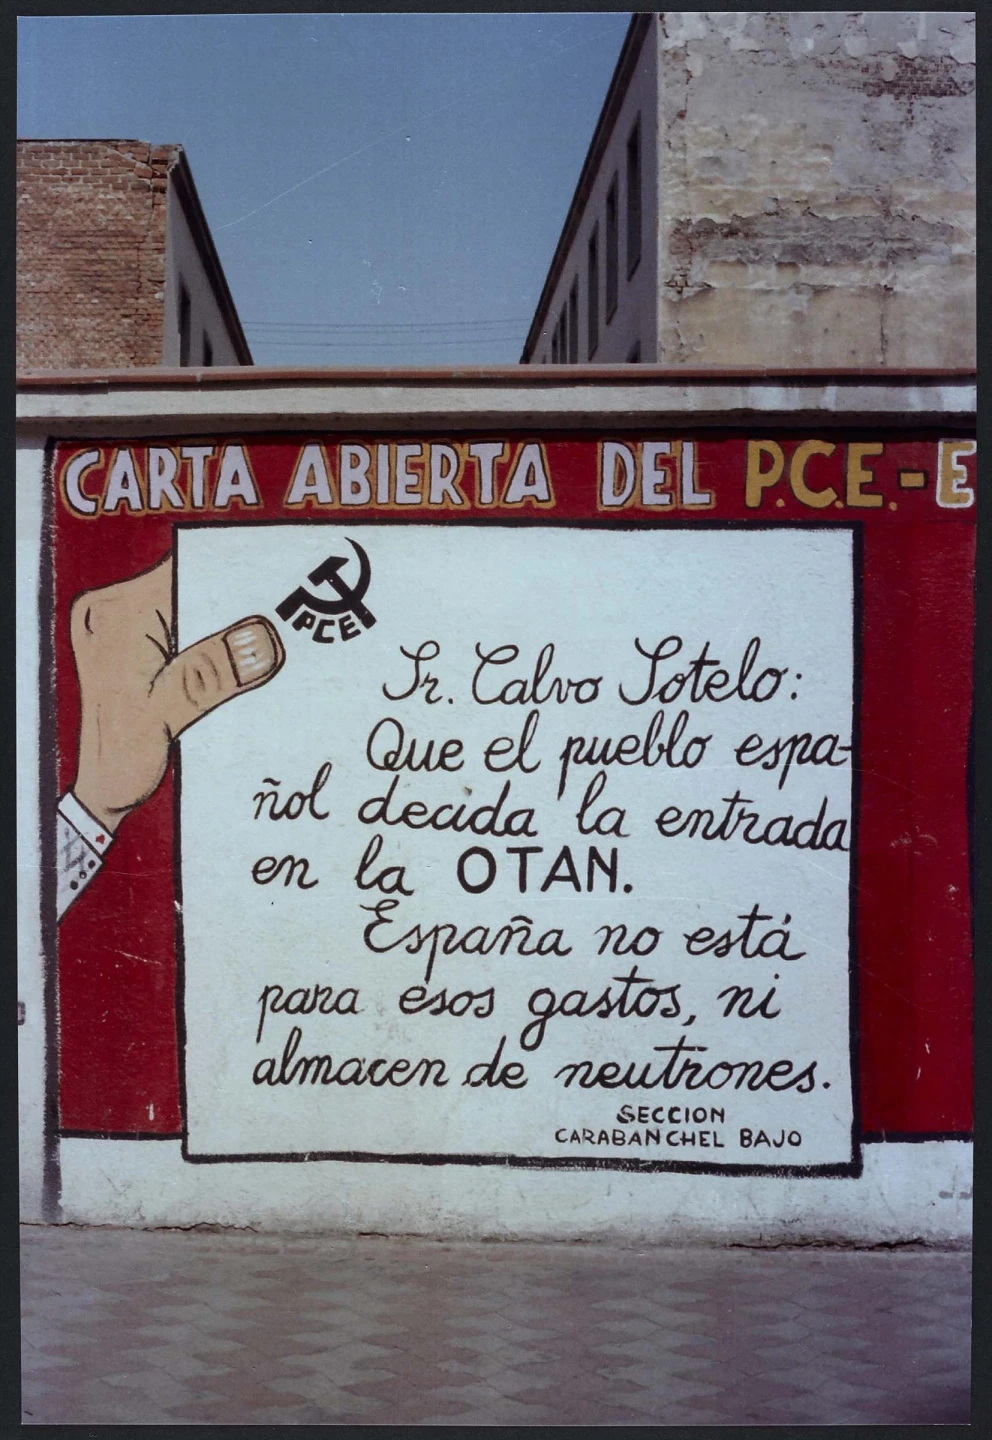 CARTA ABIERTA DEL P.C.E.-E
PCE
Sr. Calvo Sotelo:
Que el pueblo espa-
ñol decida la entrada
en la OTAN.
España no está
para esos gastos, ni
almacen de neutrones.
SECCION
CARABANCHEL BAJO